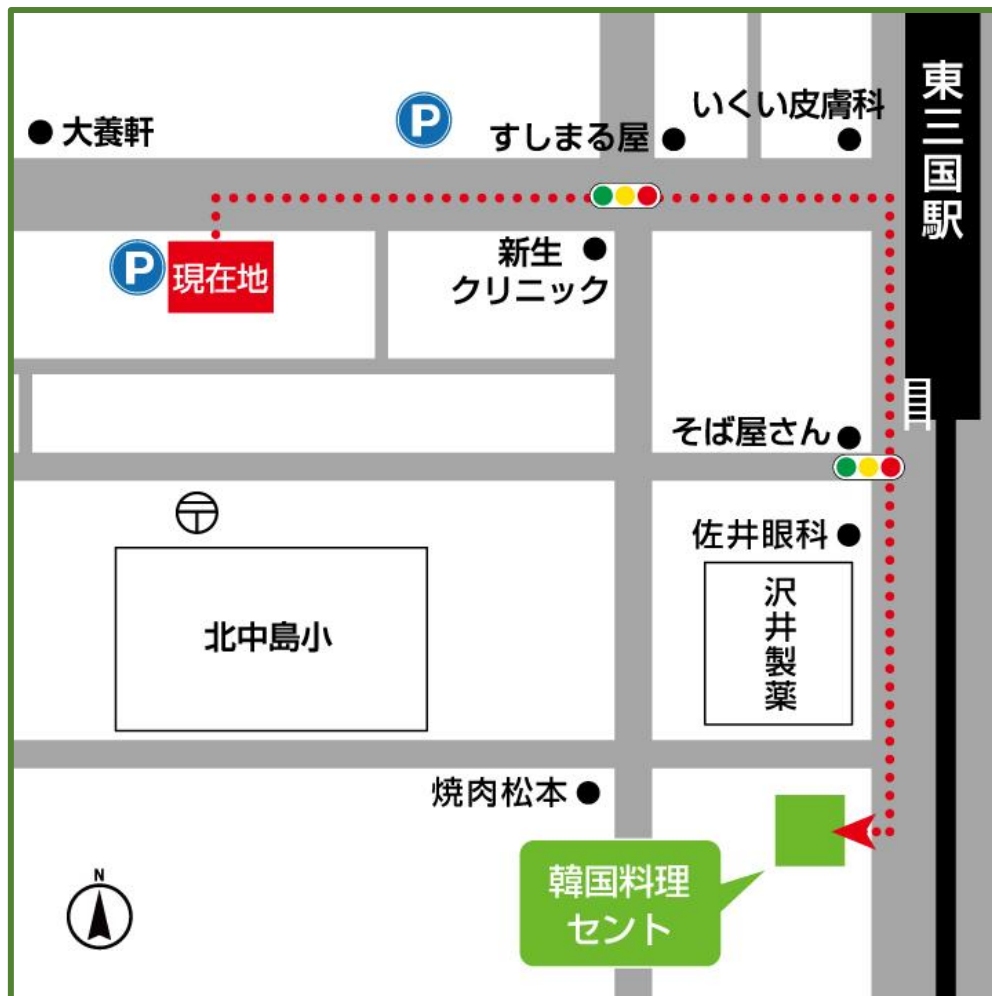 大養軒
P
すしまる屋
いくい皮膚科
東三国駅
P
現在地
新生
クリニック
そば屋さん
佐井眼科
沢井製薬
北中島小
焼肉松本
韓国料理
セント
N